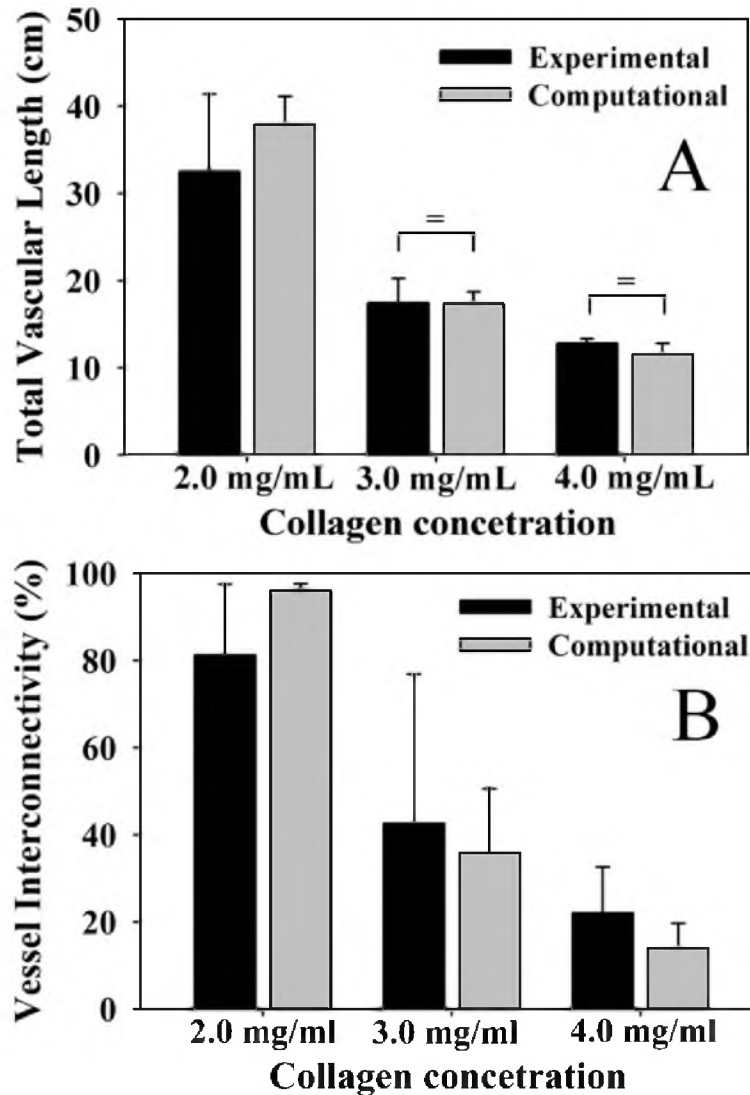 Total Vascular Length (cm)
50
40
30
20
10
0
Experimental
Computational
A
=
=
2.0 mg/mL 3.0 mg/mL 4.0 mg/mL
Collagen concetration
Vessel Interconnectivity (%)
100
80
60
40
20
0
Experimental
Computational
B
2.0 mg/ml 3.0 mg/ml 4.0 mg/ml
Collagen concetration